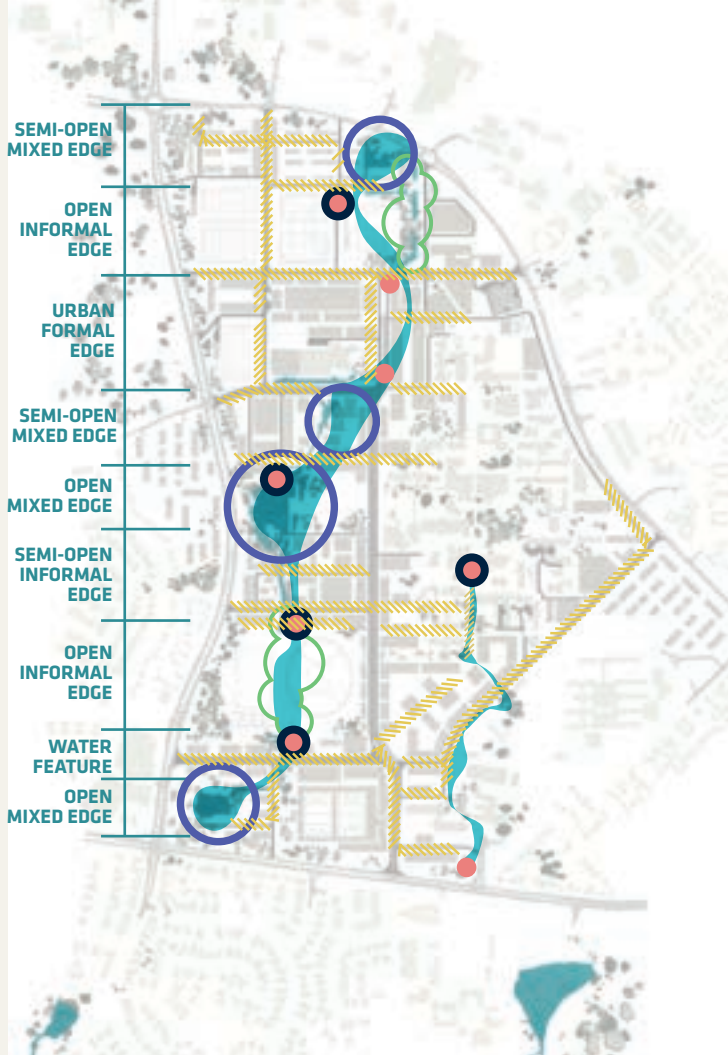 SEMI-OPEN
MIXED EDGE
OPEN
INFORMAL
EDGE
URBAN
FORMAL
EDGE
SEMI-OPEN
MIXED EDGE
OPEN
MIXED EDGE
SEMI-OPEN
INFORMAL
EDGE
OPEN
INFORMAL
EDGE
WATER
FEATURE
OPEN
MIXED EDGE